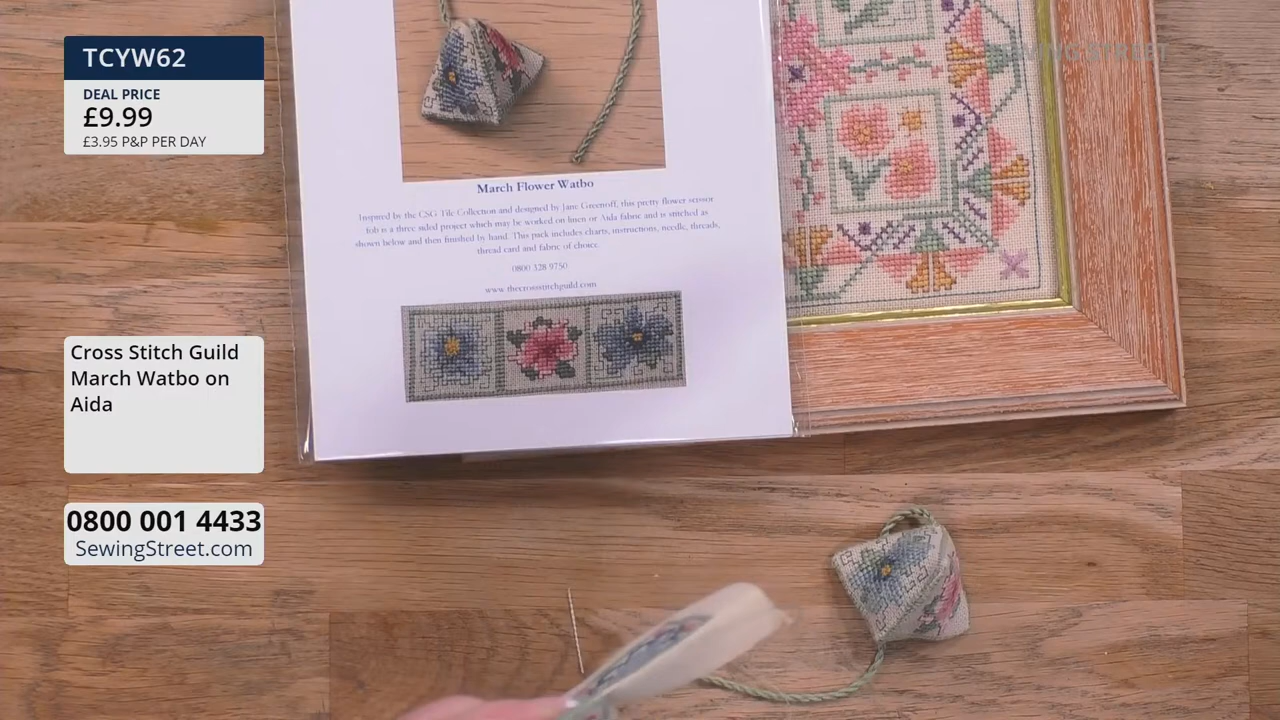 TCYW62
DEAL PRICE
£9.99
£3.95 P&P PER DAY
SEWING STREET
March Flower Watbo
Inspired by the CSG Tile Collection and designed by Jane Greenoff, this pretty flower scissor
fob is a three sided project which may be worked on linen or Aida fabric and is stitched as
shown below and then finished by hand. This pack includes charts, instructions, needle, threads,
thread card and fabric of choice.
0800 328 9750
www.thecrossstitchguild.com
Cross Stitch Guild
March Watbo on
Aida
0800 001 4433
SewingStreet.com